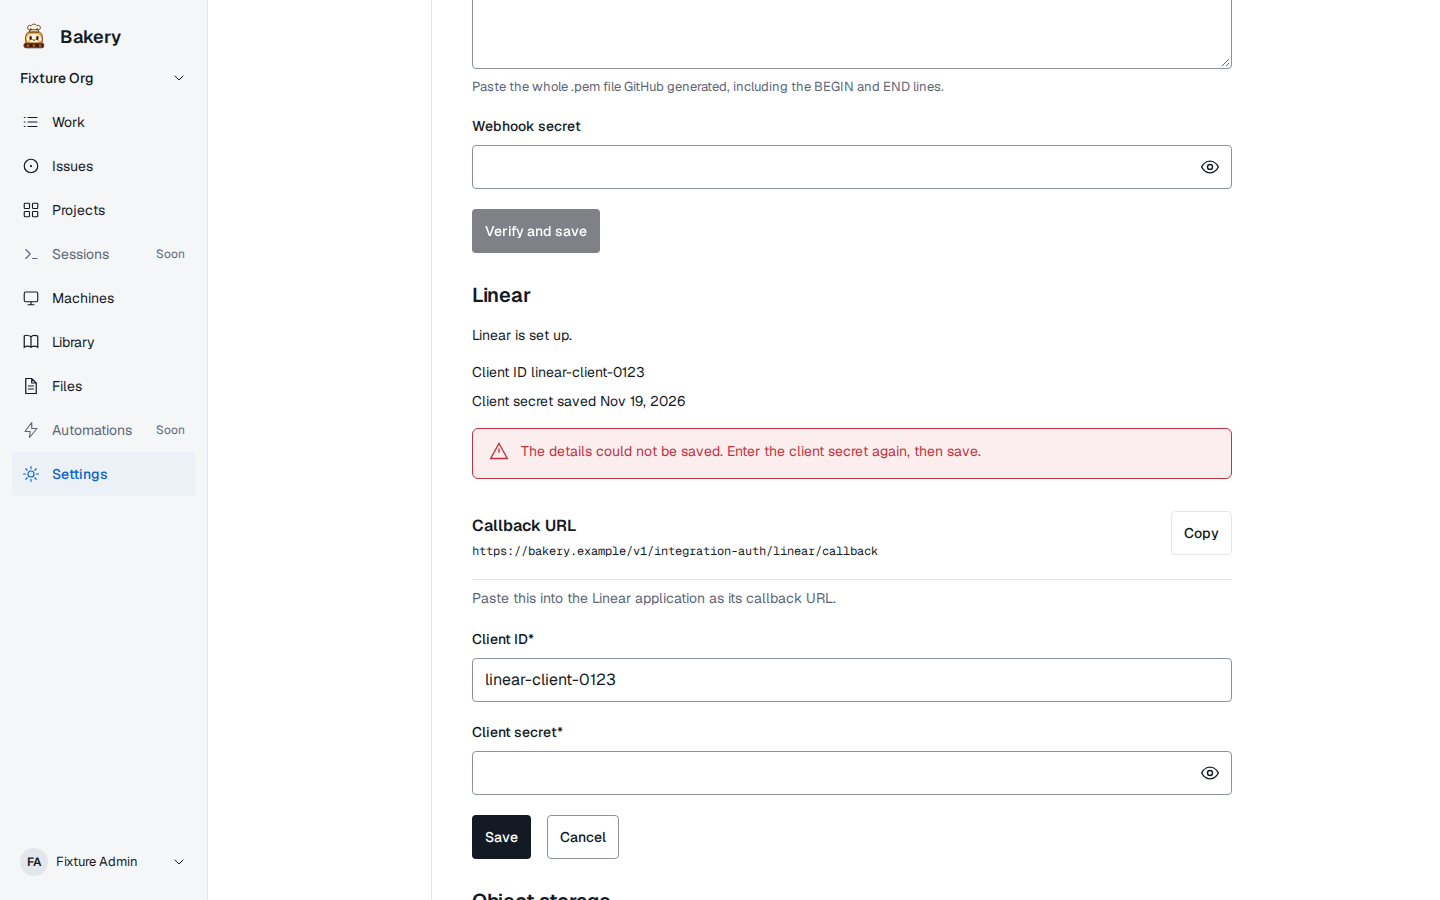 Bakery
Fixture Org
Work
Issues
Projects
Sessions Soon
Machines
Library
Files
Automations Soon
Settings
FA Fixture Admin
Paste the whole .pem file GitHub generated, including the BEGIN and END lines.
Webhook secret
Verify and save
Linear
Linear is set up.
Client ID linear-client-0123
Client secret saved Nov 19, 2026
The details could not be saved. Enter the client secret again, then save.
Callback URL
https://bakery.example/v1/integration-auth/linear/callback
Copy
Paste this into the Linear application as its callback URL.
Client ID*
linear-client-0123
Client secret*
Save Cancel
Object storage